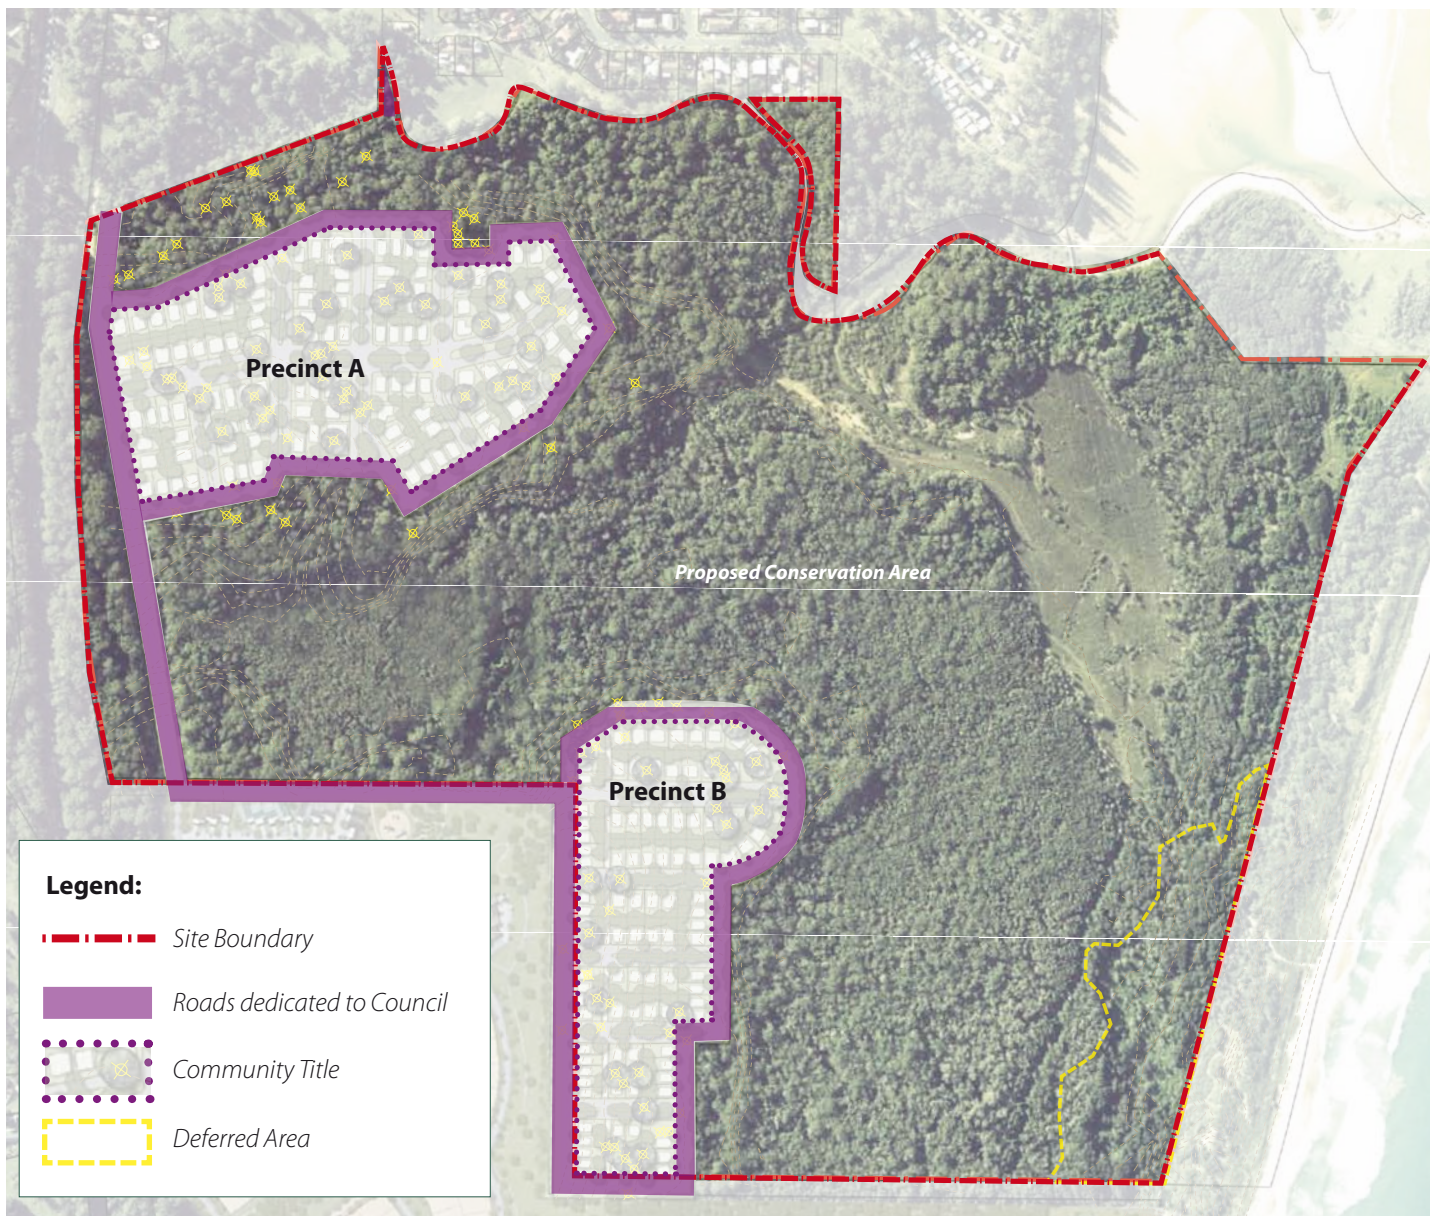 Precinct A
Proposed Conservation Area
Precinct B
Legend:
Site Boundary
Roads dedicated to Council
Community Title
Deferred Area